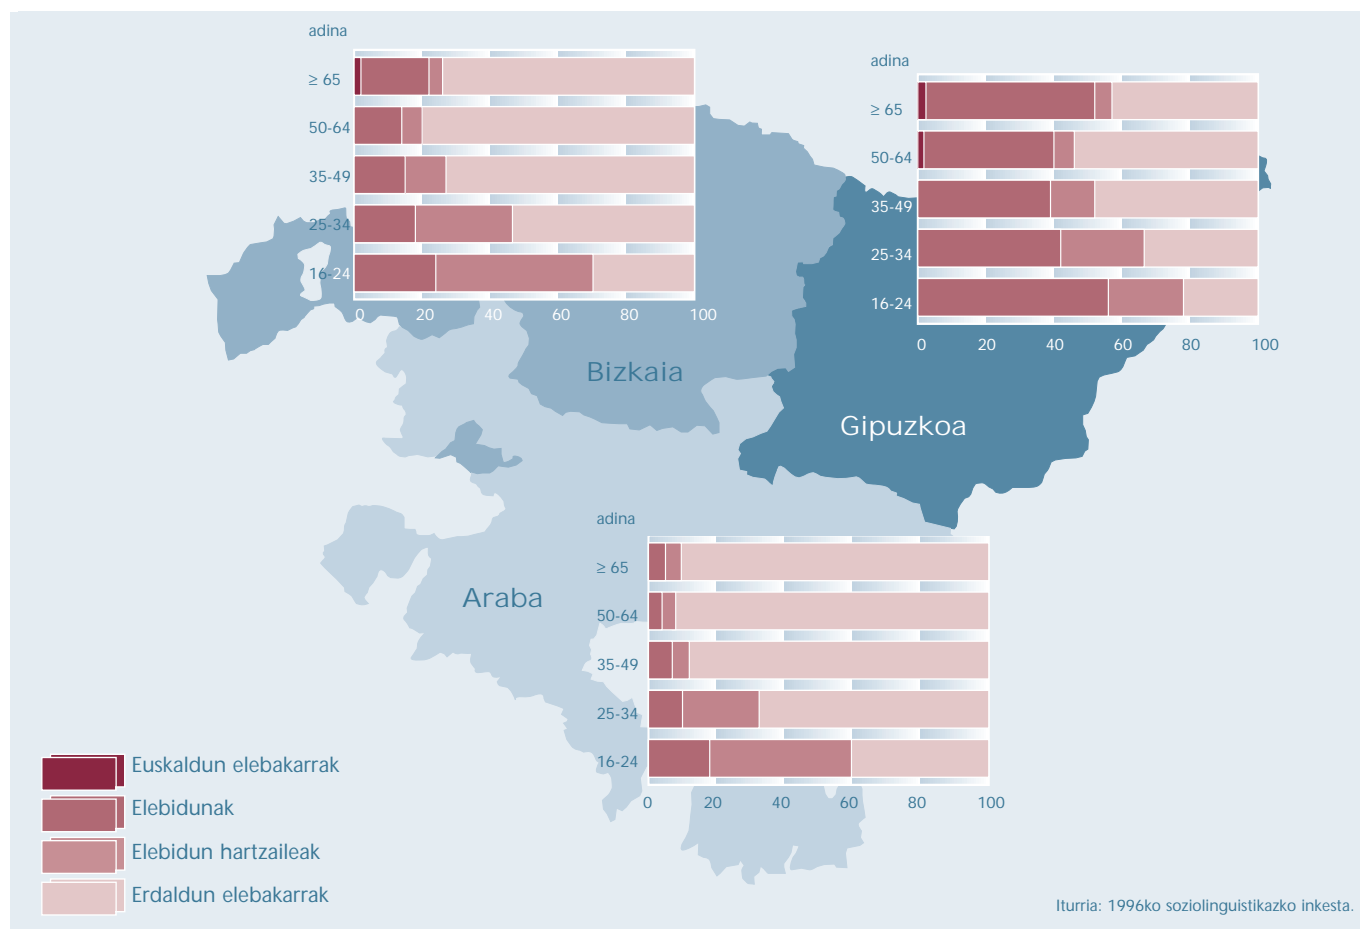 adina
≥ 65
50-64
35-49
25-34
16-24
0 20 40 60 80 100
adina
≥ 65
50-64
35-49
25-34
16-24
0 20 40 60 80 100
Bizkaia
Gipuzkoa
adina
≥ 65
50-64
35-49
25-34
16-24
0 20 40 60 80 100
Araba
Euskaldun elebakarrak
Elebidunak
Elebidun hartzaileak
Erdaldun elebakarrak
Iturria: 1996ko soziolinguistikazko inkesta.